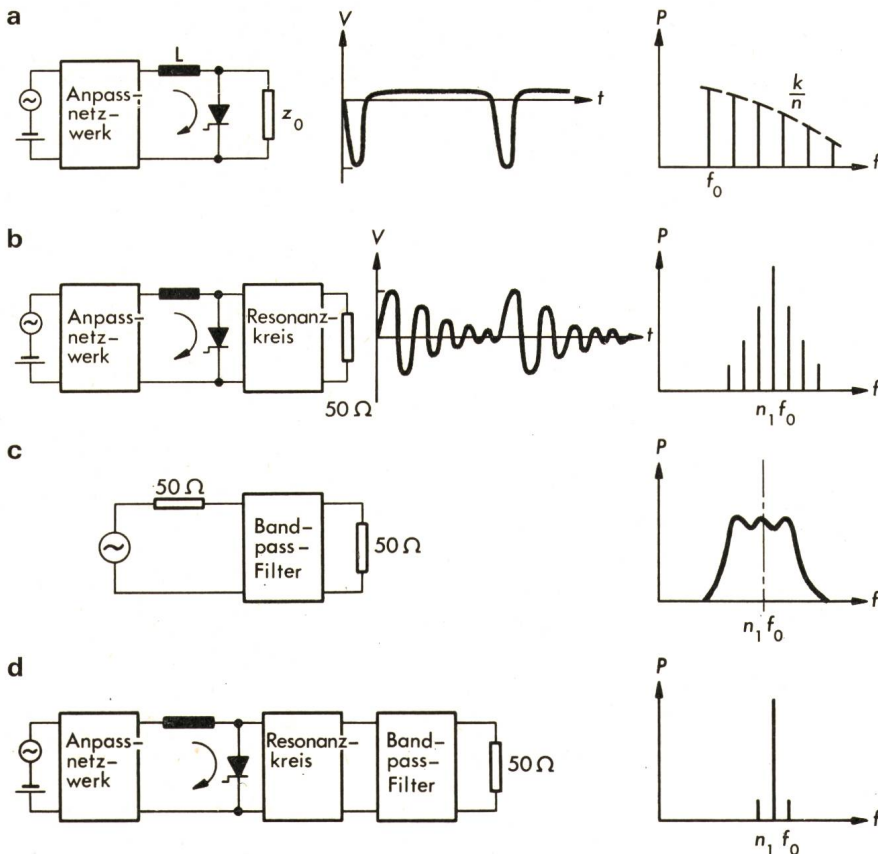 a
L
Anpass-
netz-
werk
z0
V
t
P
k
n
f0
f
b
Anpass-
netz-
werk
Resonanz-
kreis
50 Ω
V
t
P
n1 f0
f
c
50 Ω
Band-
pass-
Filter
50 Ω
P
n1 f0
f
d
Anpass-
netz-
werk
Resonanz-
kreis
Band-
pass-
Filter
50 Ω
P
n1 f0
f